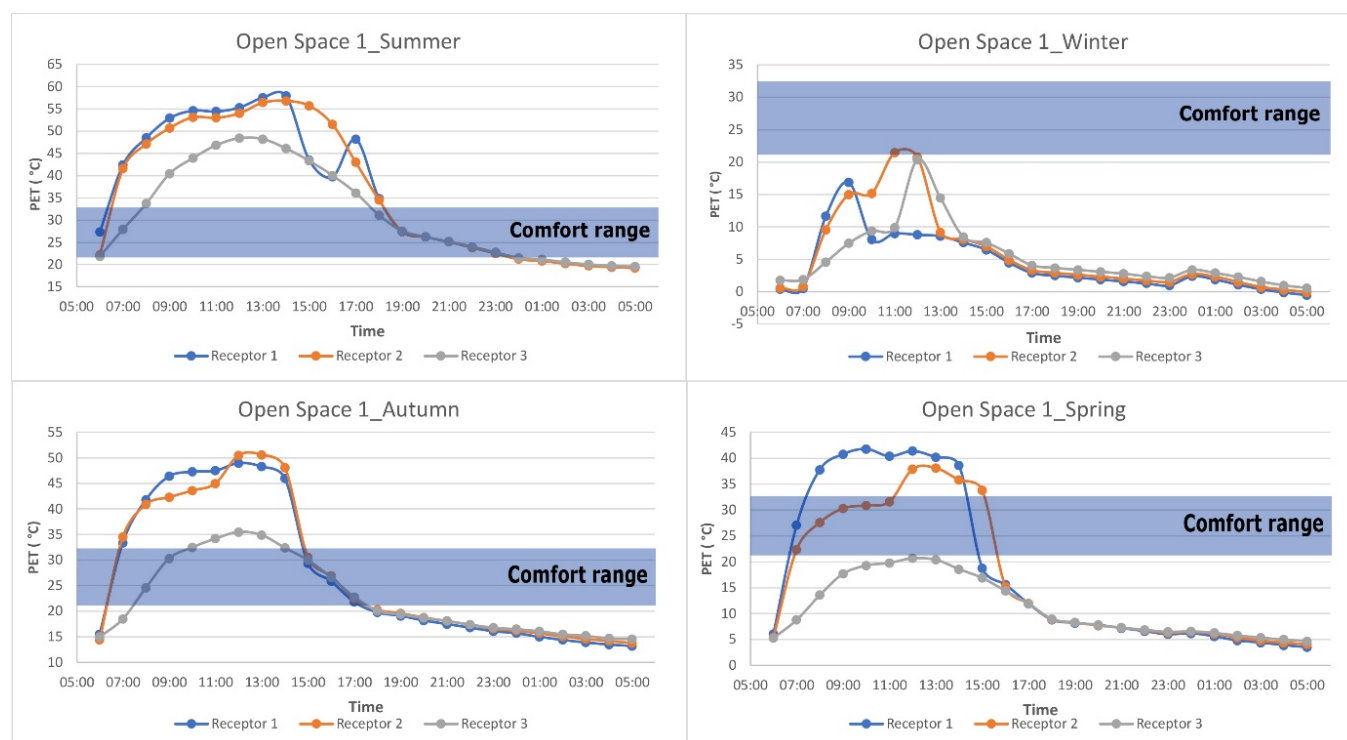 Open Space 1_Summer
65
60
55
50
45
40
35
30
25
20
15
PET ( °C)
Comfort range
05:00 07:00 09:00 11:00 13:00 15:00 17:00 19:00 21:00 23:00 01:00 03:00 05:00
Time
Receptor 1 Receptor 2 Receptor 3
Open Space 1_Winter
35
30
25
20
15
10
5
0
-5
PET ( °C)
Comfort range
05:00 07:00 09:00 11:00 13:00 15:00 17:00 19:00 21:00 23:00 01:00 03:00 05:00
Time
Receptor 1 Receptor 2 Receptor 3
Open Space 1_Autumn
55
50
45
40
35
30
25
20
15
10
PET ( °C)
Comfort range
05:00 07:00 09:00 11:00 13:00 15:00 17:00 19:00 21:00 23:00 01:00 03:00 05:00
Time
Receptor 1 Receptor 2 Receptor 3
Open Space 1_Spring
45
40
35
30
25
20
15
10
5
0
PET ( °C)
Comfort range
05:00 07:00 09:00 11:00 13:00 15:00 17:00 19:00 21:00 23:00 01:00 03:00 05:00
Time
Receptor 1 Receptor 2 Receptor 3